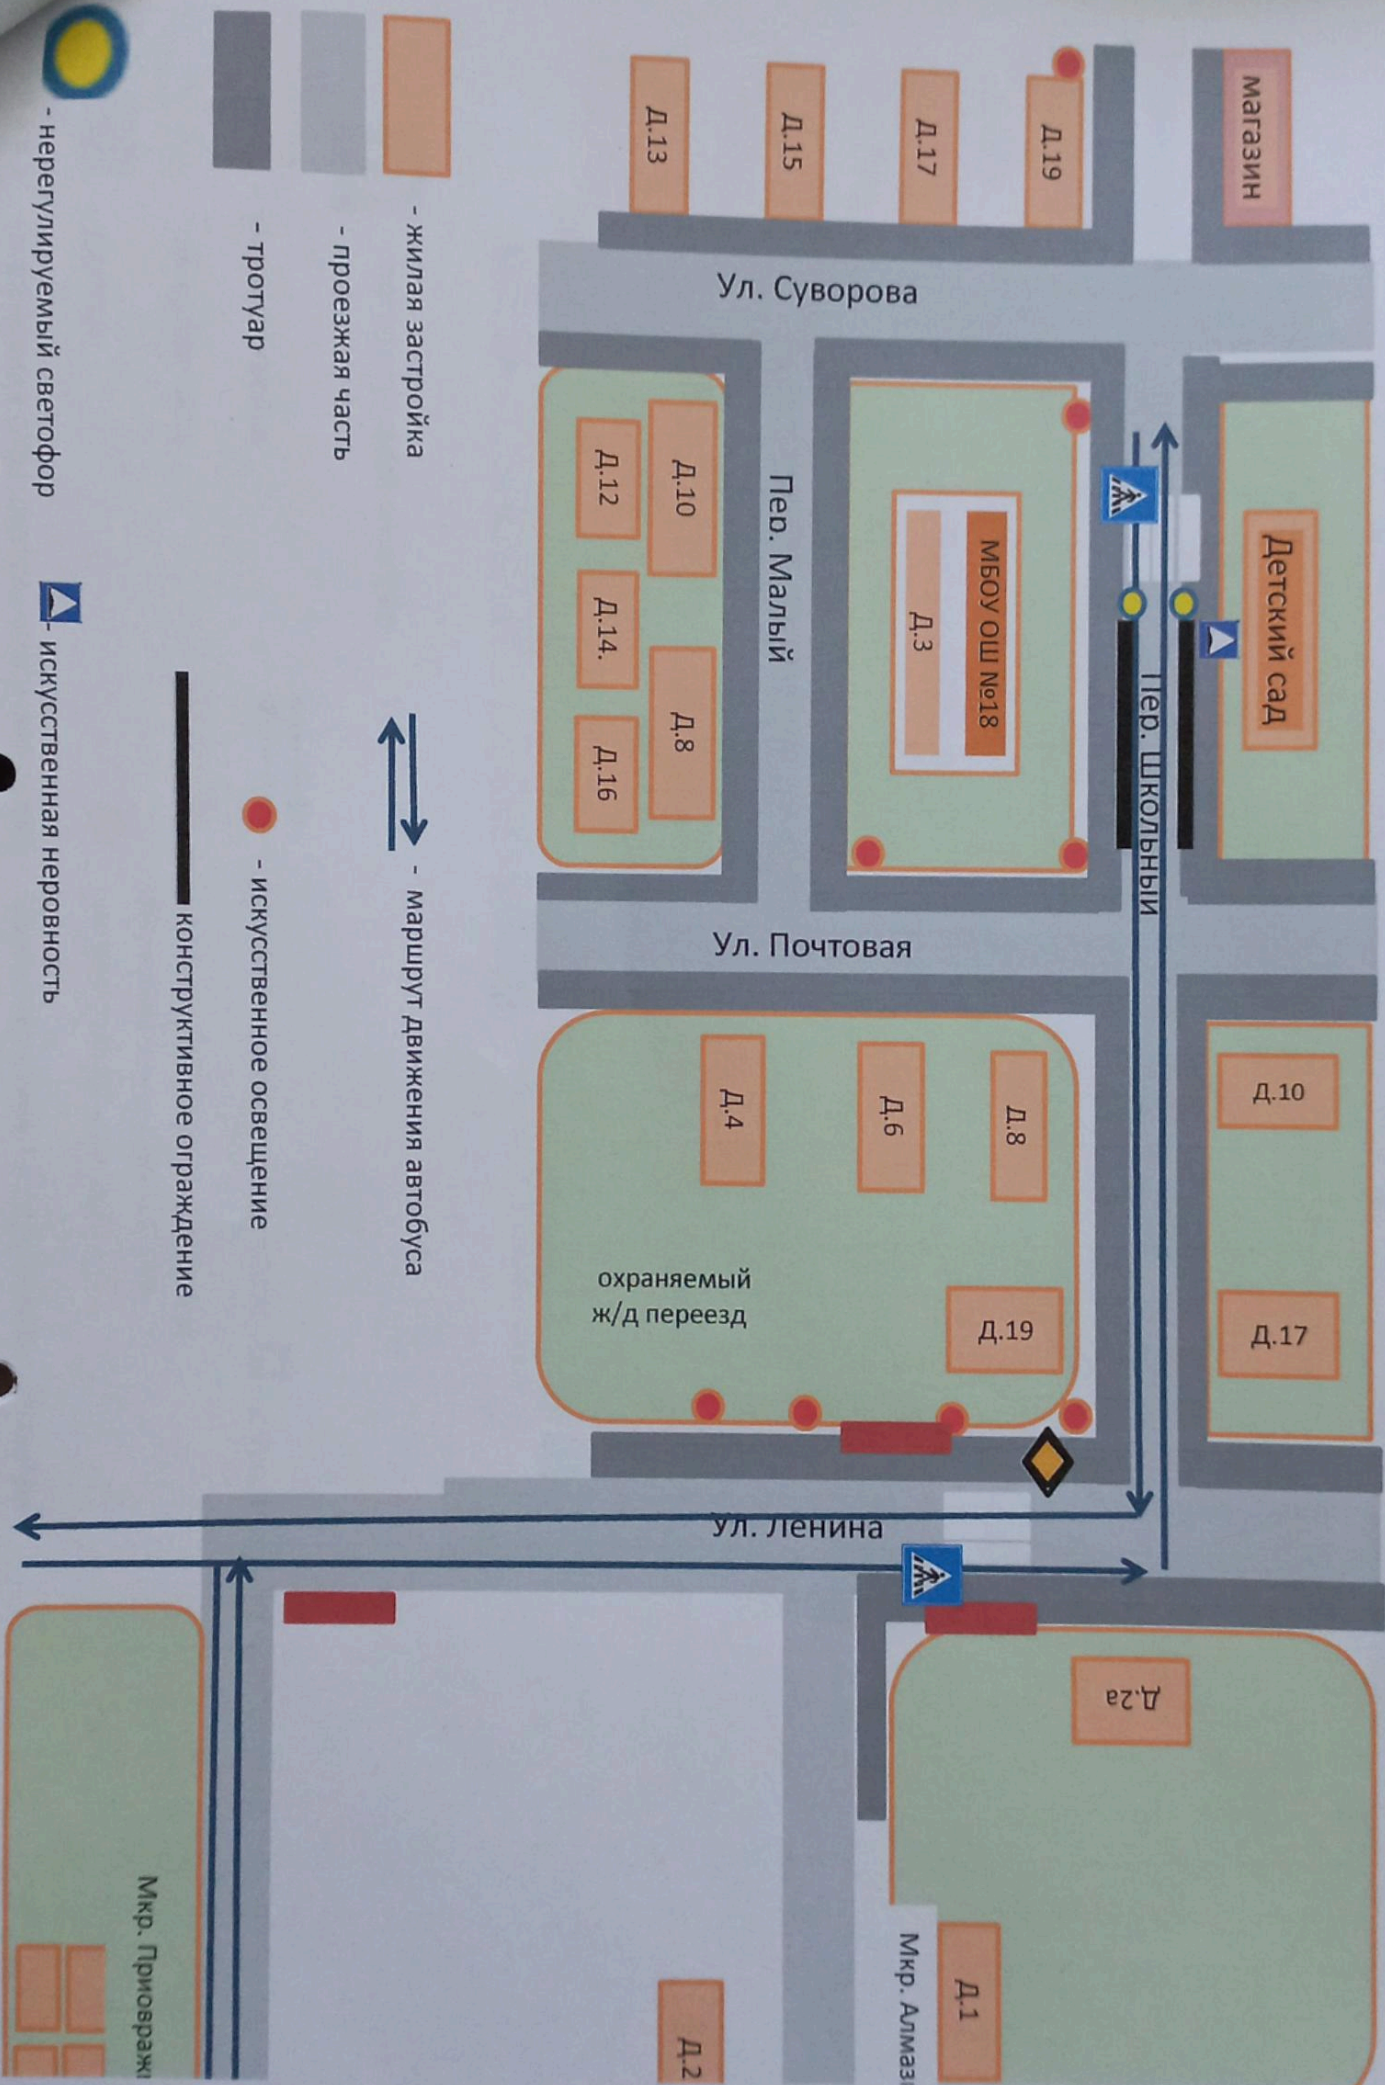 магазин
Д.19
Д.17
Д.15
Д.13
Ул. Суворова
Детский сад
МБОУ ОШ №18
Д.3
Пер. Школьный
Пер. Малый
Д.10
Д.8
Д.12
Д.14.
Д.16
Ул. Почтовая
Д.10
Д.17
Д.8
Д.6
Д.4
Д.19
охраняемый
ж/д переезд
Ул. Ленина
Д.2а
Д.1
Мкр.
Д.2
Мкр.
- жилая застройка
- проезжая часть
- тротуар
- нерегулируемый светофор
- маршрут движения автобуса
- искусственное освещение
конструктивное ограждение
- искусственная неровность